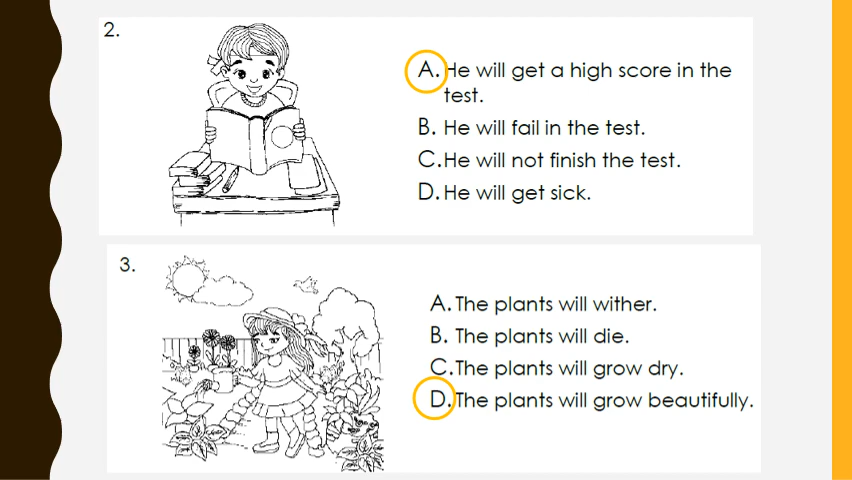 2.
A. He will get a high score in the
test.
B. He will fail in the test.
C. He will not finish the test.
D. He will get sick.
3.
A. The plants will wither.
B. The plants will die.
C. The plants will grow dry.
D. The plants will grow beautifully.